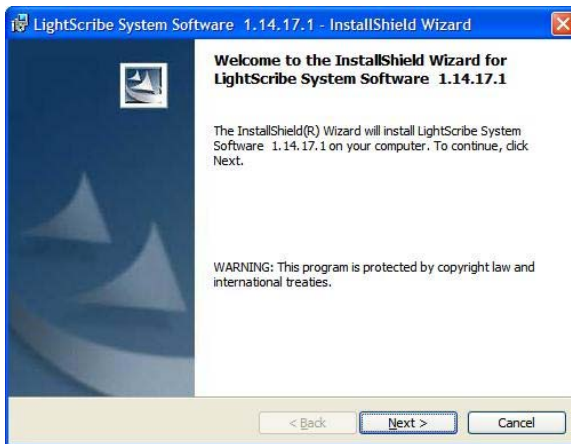 LightScribe System Software 1.14.17.1 - InstallShield Wizard
Welcome to the InstallShield Wizard for
LightScribe System Software 1.14.17.1
The InstallShield(R) Wizard will install LightScribe System
Software 1.14.17.1 on your computer. To continue, click
Next.
WARNING: This program is protected by copyright law and
international treaties.
< Back
Next >
Cancel